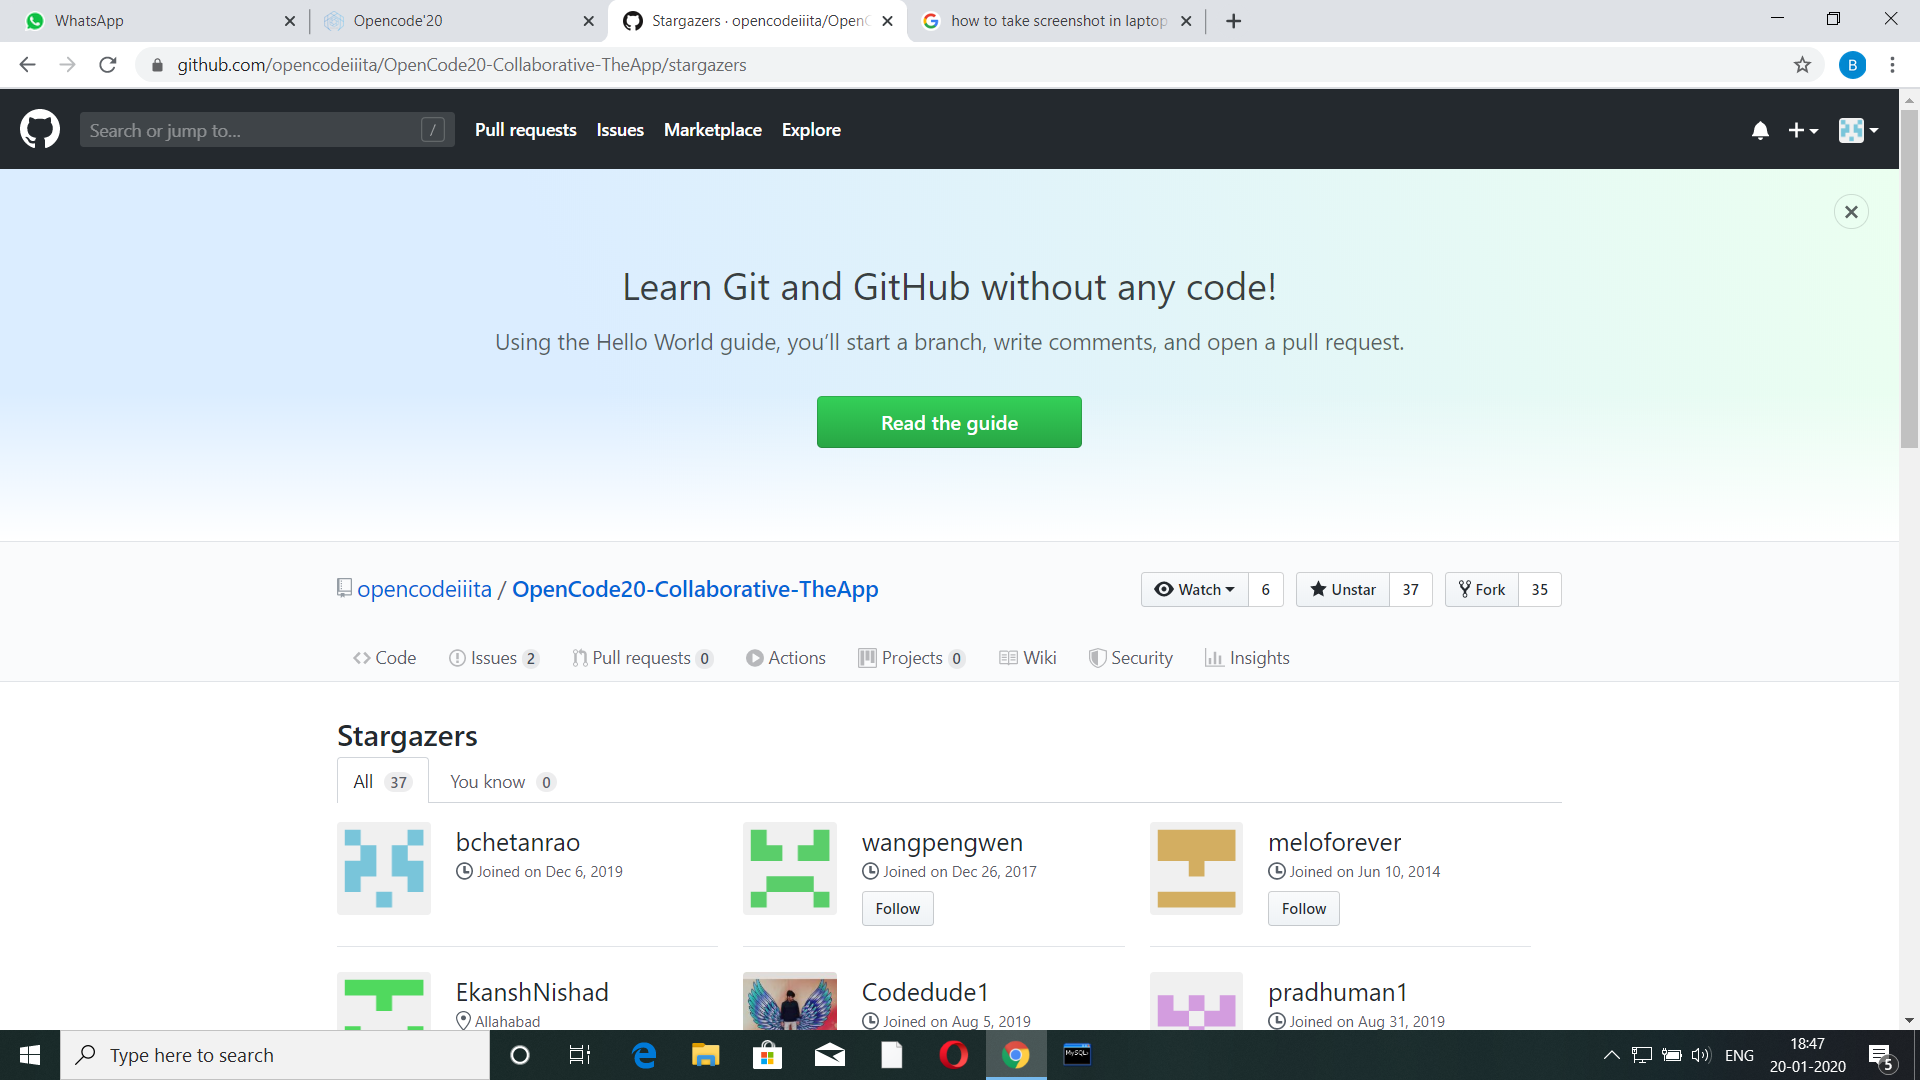 WhatsApp
Opencode'20
Stargazers · opencodeiiita/OpenC
how to take screenshot in laptop
github.com/opencodeiiita/OpenCode20-Collaborative-TheApp/stargazers
B
Search or jump to...
/
Pull requests Issues Marketplace Explore
Learn Git and GitHub without any code!
Using the Hello World guide, you’ll start a branch, write comments, and open a pull request.
Read the guide
opencodeiiita / OpenCode20-Collaborative-TheApp
Watch 6
Unstar 37
Fork 35
Code Issues 2 Pull requests 0 Actions Projects 0 Wiki Security Insights
Stargazers
All 37 You know 0
bchetanrao
Joined on Dec 6, 2019
wangpengwen
Joined on Dec 26, 2017
Follow
meloforever
Joined on Jun 10, 2014
Follow
EkanshNishad
Allahabad
Codedude1
Joined on Aug 5, 2019
pradhuman1
Joined on Aug 31, 2019
Type here to search
MySQL
ENG
18:47
20-01-2020
5